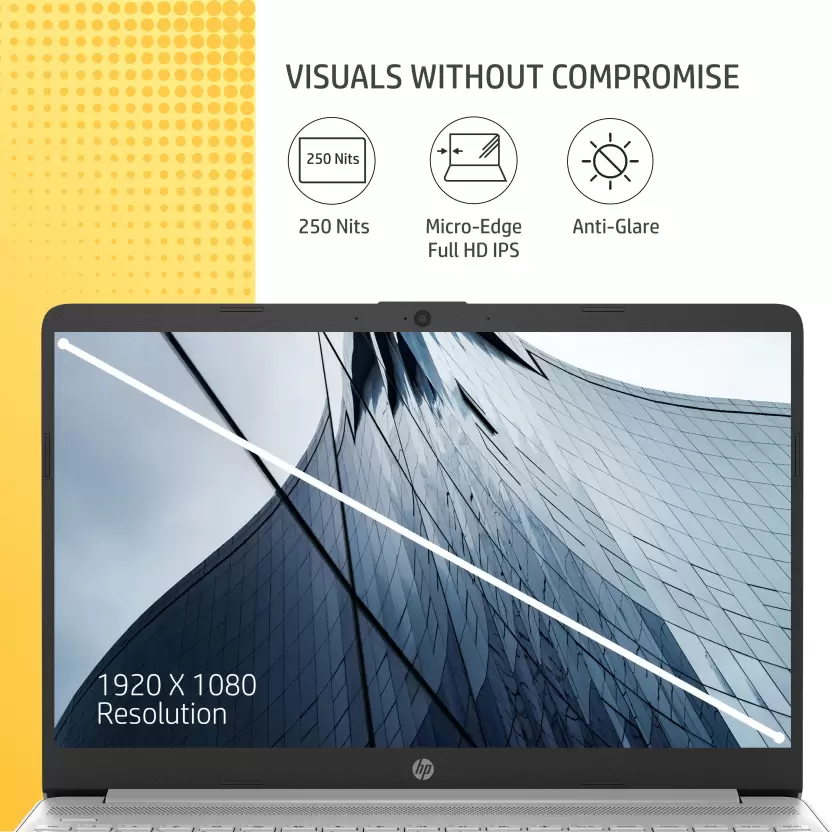 VISUALS WITHOUT COMPROMISE
250 Nits
250 Nits
Micro-Edge
Full HD IPS
Anti-Glare
1920 X 1080
Resolution
hp